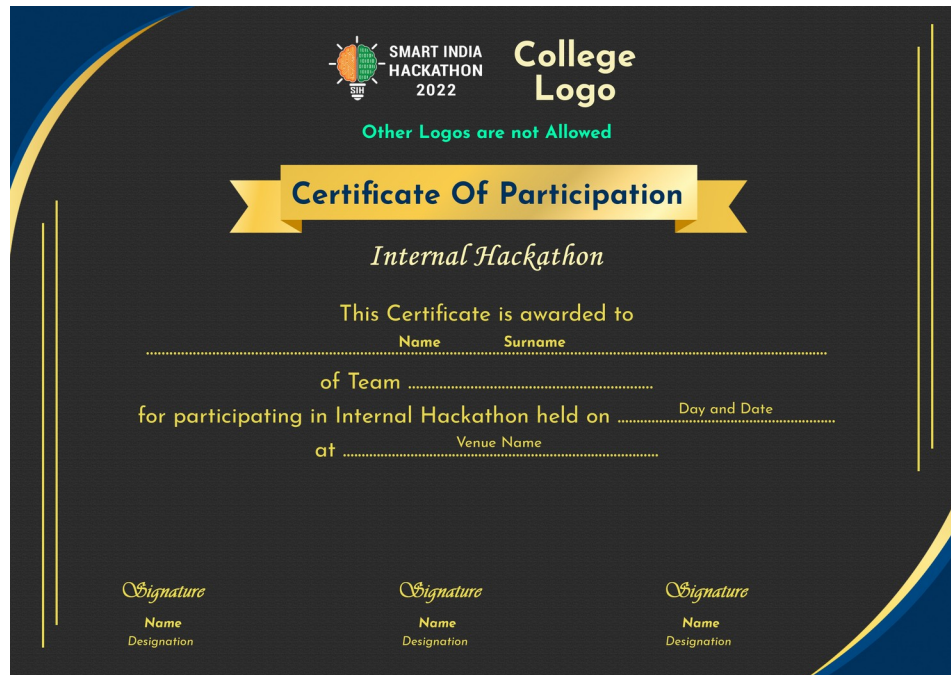 SMART INDIA
HACKATHON
2022
SIH
College
Logo
Other Logos are not Allowed
Certificate Of Participation
Internal Hackathon
This Certificate is awarded to
Name Surname
of Team ..........
for participating in Internal Hackathon held on .......... Day and Date
at .......... Venue Name
Signature Signature Signature
Name Name Name
Designation Designation Designation